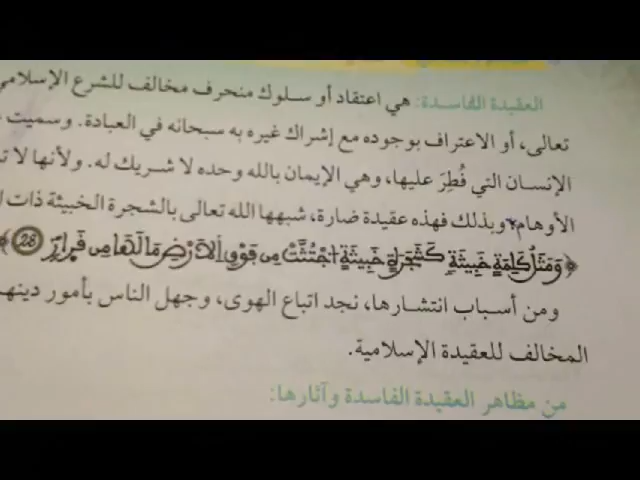 العقيدة الفاسدة: هي اعتقاد أو سلوك منحرف مخالف للشرع الإسلامي
تعالى، أو الاعتراف بوجوده مع إشراك غيره به سبحانه في العبادة. وسميت
الإنسان التي فُطِرَ عليها، وهي الإيمان بالله وحده لا شريك له. ولأنها لا
الأوهام، وبذلك فهذه عقيدة ضارة، شبهها الله تعالى بالشجرة الخبيثة ذات
﴿وَمَثَلُ كَلِمَةٍ خَبِيثَةٍ كَشَجَرَةٍ خَبِيثَةٍ اجْتُثَّتْ مِن فَوْقِ الْأَرْضِ مَا لَهَا مِن قَرَارٍ (28)﴾
ومن أسباب انتشارها، نجد اتباع الهوى، وجهل الناس بأمور دينهـ
المخالف للعقيدة الإسلامية.
من مظاهر العقيدة الفاسدة وآثارها: